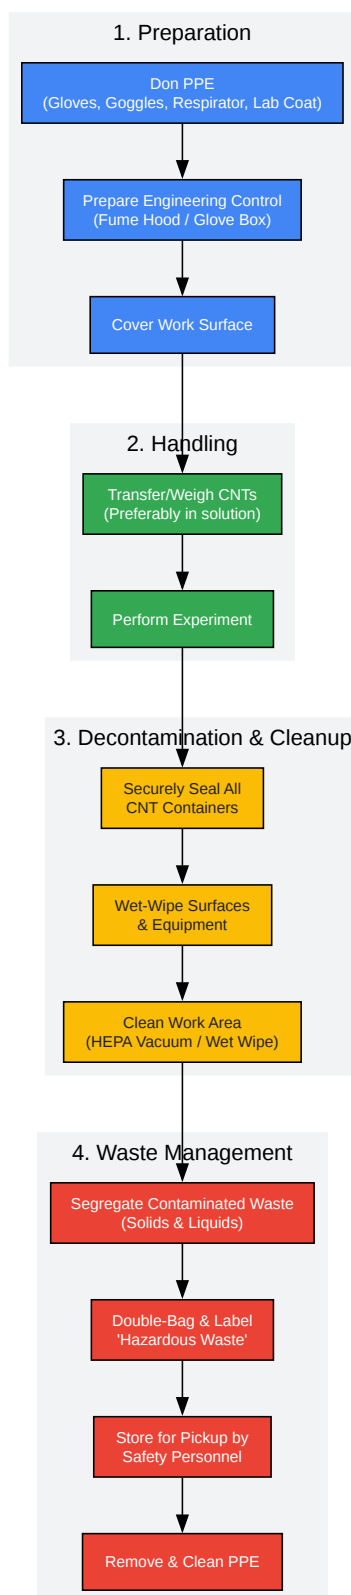 1. Preparation
Don PPE
(Gloves, Goggles, Respirator, Lab Coat)
Prepare Engineering Control
(Fume Hood / Glove Box)
Cover Work Surface
2. Handling
Transfer/Weigh CNTs
(Preferably in solution)
Perform Experiment
3. Decontamination & Cleanup
Securely Seal All
CNT Containers
Wet-Wipe Surfaces
& Equipment
Clean Work Area
(HEPA Vacuum / Wet Wipe)
4. Waste Management
Segregate Contaminated Waste
(Solids & Liquids)
Double-Bag & Label
'Hazardous Waste'
Store for Pickup by
Safety Personnel
Remove & Clean PPE